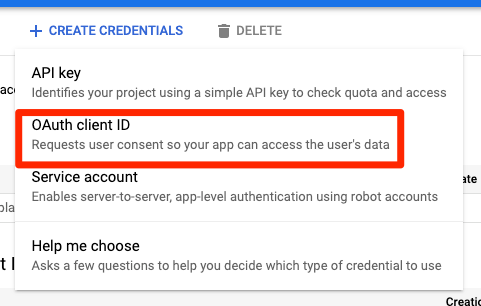 + CREATE CREDENTIALS DELETE
API key
Identifies your project using a simple API key to check quota and access
OAuth client ID
Requests user consent so your app can access the user's data
Service account
ate
Enables server-to-server, app-level authentication using robot accounts
Help me choose
Asks a few questions to help you decide which type of credential to use
Creatio